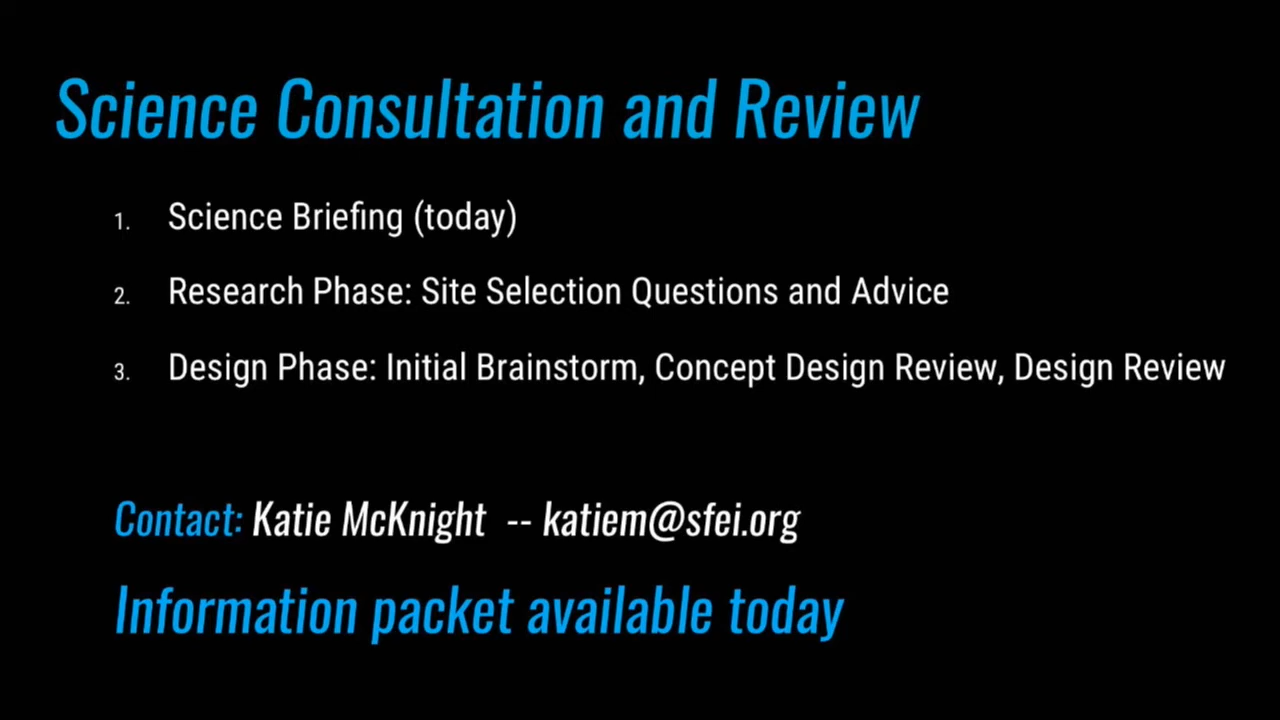 Science Consultation and Review
1. Science Briefing (today)
2. Research Phase: Site Selection Questions and Advice
3. Design Phase: Initial Brainstorm, Concept Design Review, Design Review
Contact: Katie McKnight -- katiem@sfei.org
Information packet available today